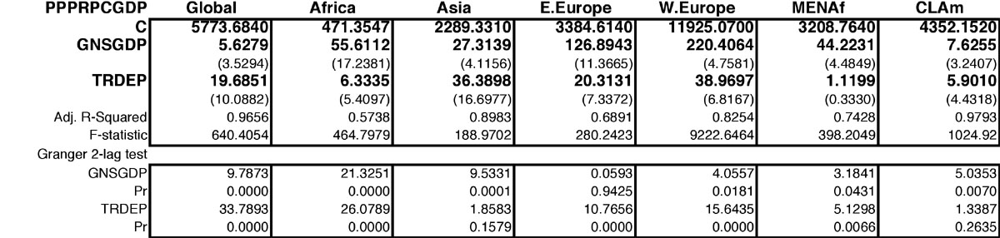 PPPRPCGDP Global Africa Asia E.Europe W.Europe MENAf CLAm
C 5773.6840 471.3547 2289.3310 3384.6140 11925.0700 3208.7640 4352.1520
GNSGDP 5.6279 55.6112 27.3139 126.8943 220.4064 44.2231 7.6255
(3.5294) (17.2381) (4.1156) (11.3665) (4.7581) (4.4849) (3.2407)
TRDEP 19.6851 6.3335 36.3898 20.3131 38.9697 1.1199 5.9010
(10.0882) (5.4097) (16.6977) (7.3372) (6.8167) (0.3330) (4.4318)
Adj. R-Squared 0.9656 0.5738 0.8983 0.6891 0.8254 0.7428 0.9793
F-statistic 640.4054 464.7979 188.9702 280.2423 9222.6464 398.2049 1024.92
Granger 2-lag test
GNSGDP 9.7873 21.3251 9.5331 0.0593 4.0557 3.1841 5.0353
Pr 0.0000 0.0000 0.0001 0.9425 0.0181 0.0431 0.0070
TRDEP 33.7893 26.0789 1.8583 10.7656 15.6435 5.1298 1.3387
Pr 0.0000 0.0000 0.1579 0.0000 0.0000 0.0066 0.2635